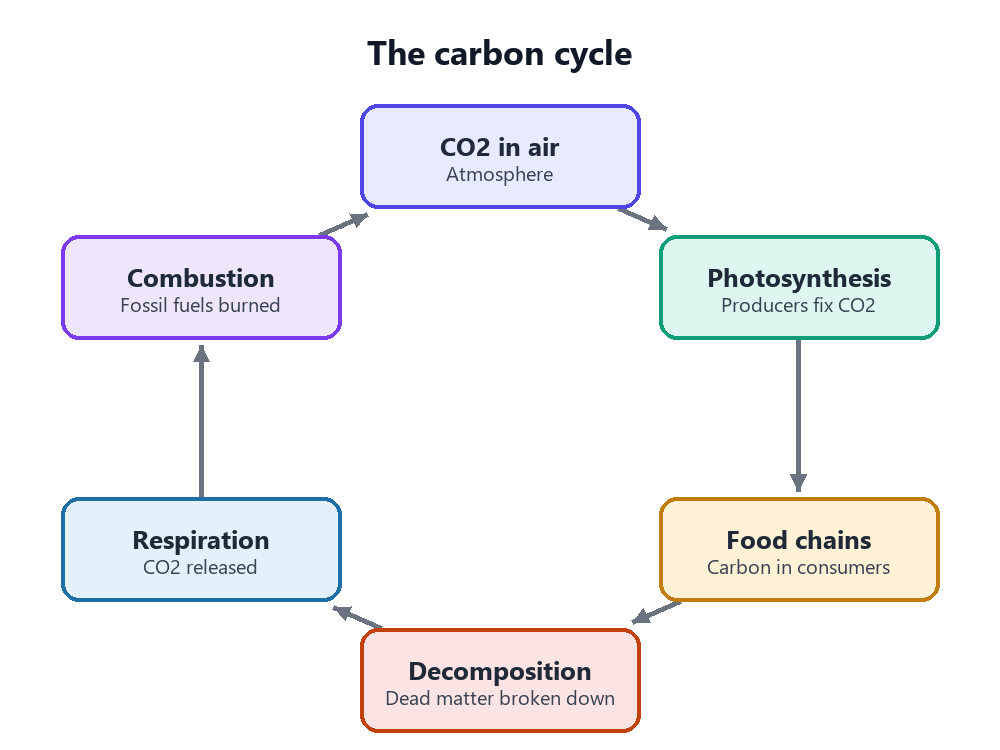 The carbon cycle
CO2 in air
Atmosphere
Photosynthesis
Producers fix CO2
Food chains
Carbon in consumers
Decomposition
Dead matter broken down
Respiration
CO2 released
Combustion
Fossil fuels burned